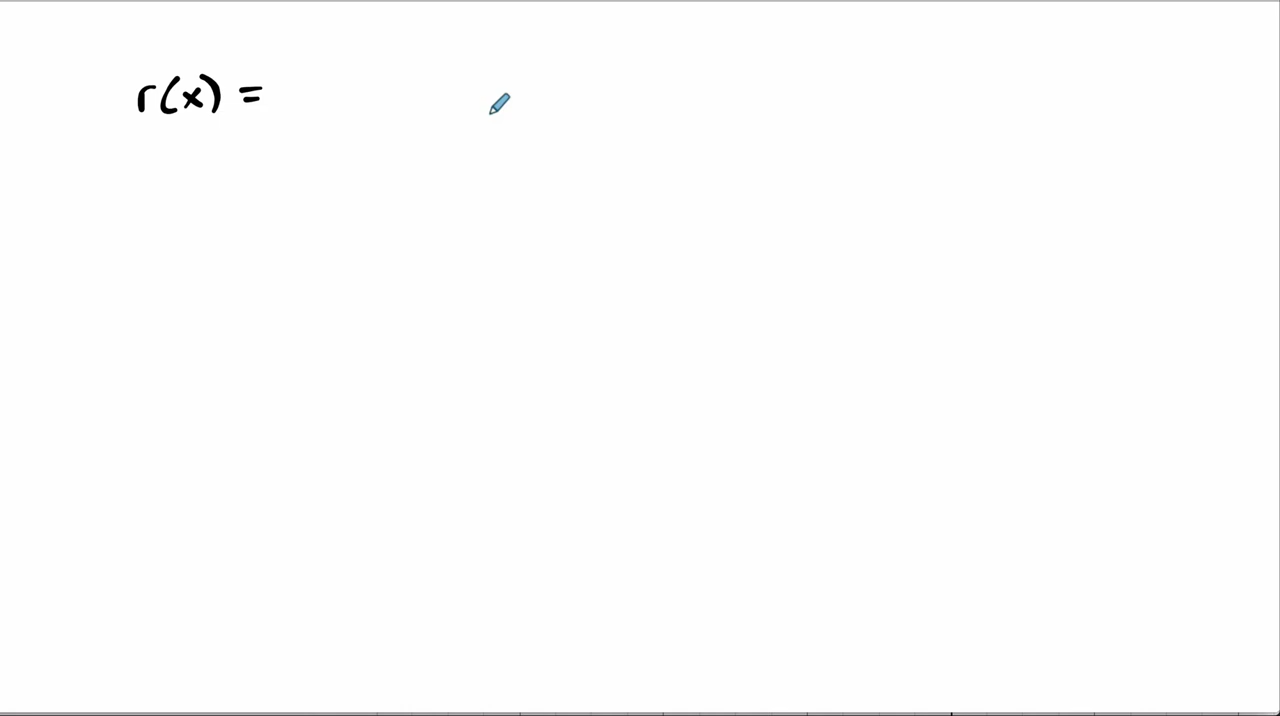 r(x) =